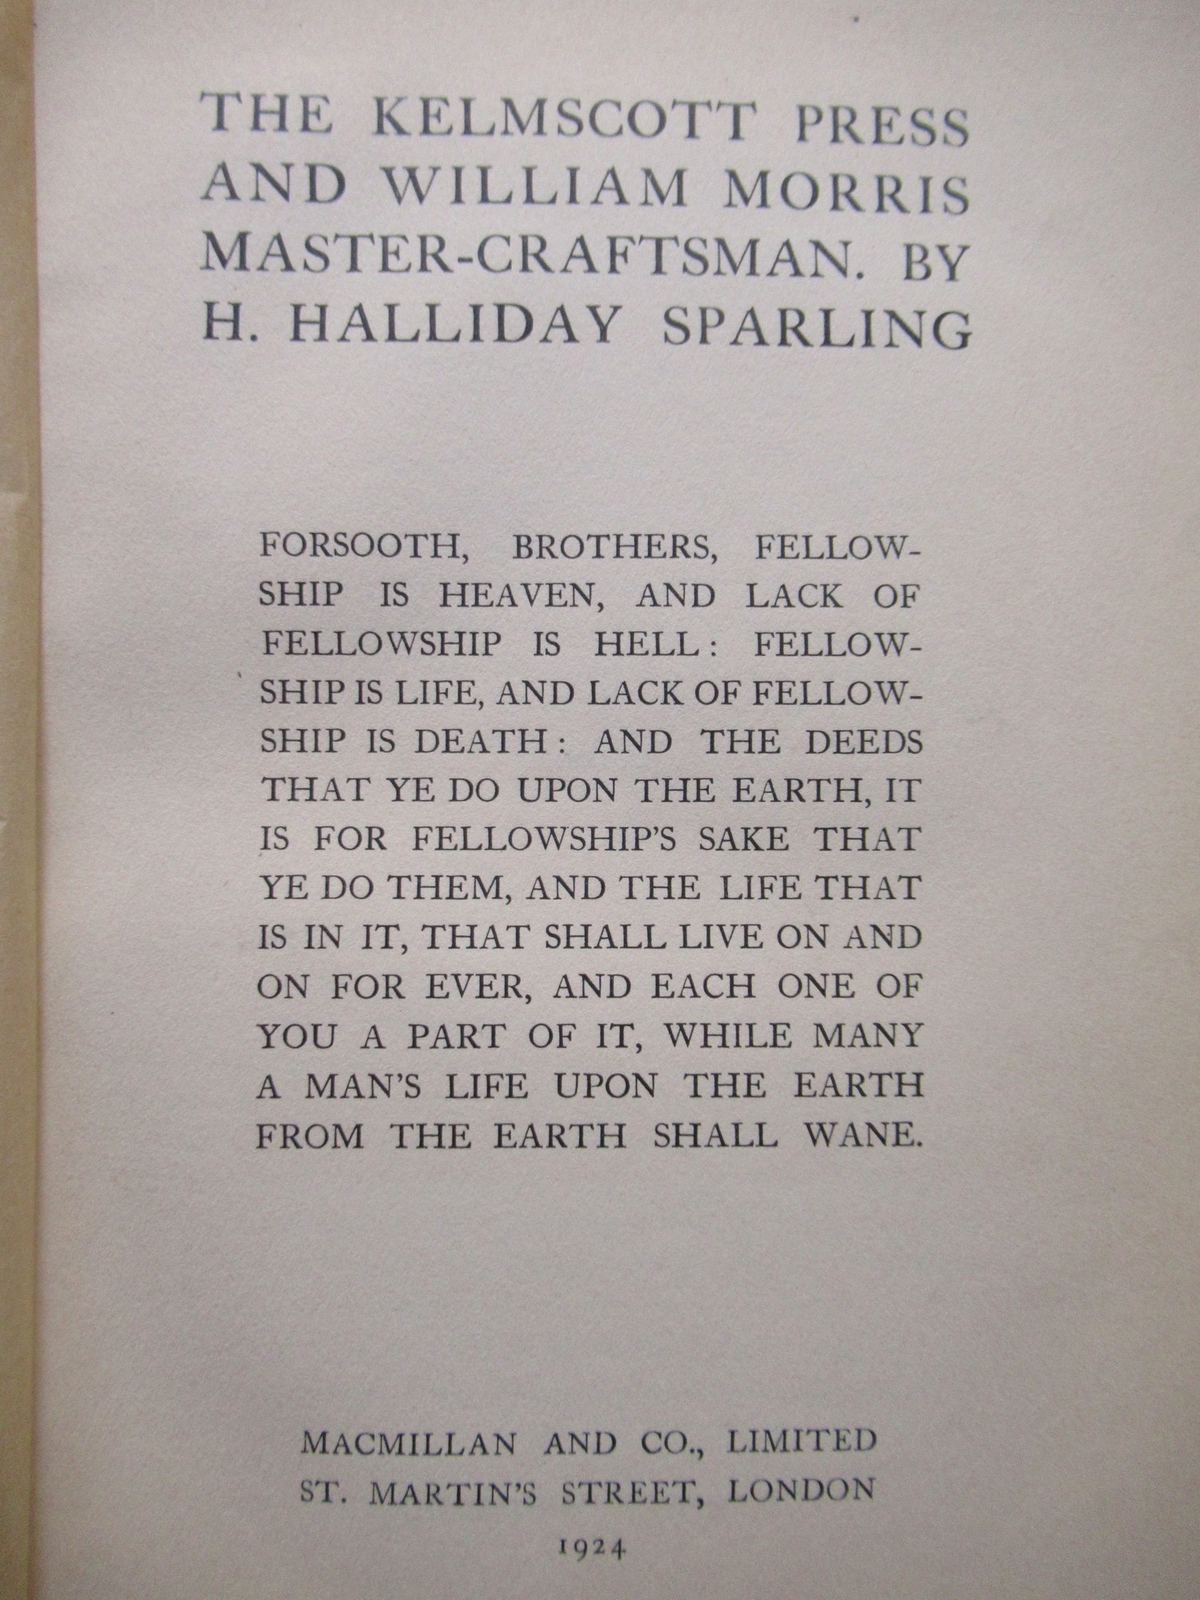 THE KELMSCOTT PRESS
AND WILLIAM MORRIS
MASTER-CRAFTSMAN. BY
H. HALLIDAY SPARLING
FORSOOTH, BROTHERS, FELLOW-
SHIP IS HEAVEN, AND LACK OF
FELLOWSHIP IS HELL: FELLOW-
SHIP IS LIFE, AND LACK OF FELLOW-
SHIP IS DEATH: AND THE DEEDS
THAT YE DO UPON THE EARTH, IT
IS FOR FELLOWSHIP'S SAKE THAT
YE DO THEM, AND THE LIFE THAT
IS IN IT, THAT SHALL LIVE ON AND
ON FOR EVER, AND EACH ONE OF
YOU A PART OF IT, WHILE MANY
A MAN'S LIFE UPON THE EARTH
FROM THE EARTH SHALL WANE.
MACMILLAN AND CO., LIMITED
ST. MARTIN'S STREET, LONDON
1924